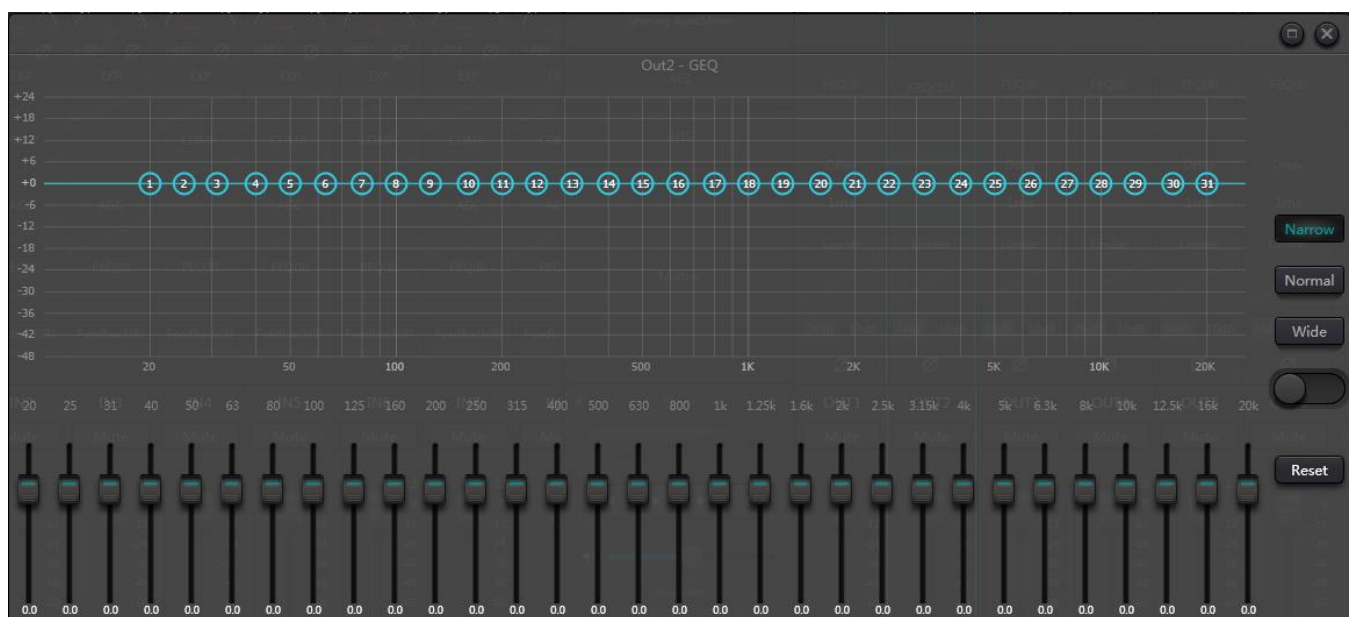 Out2 - GEQ
+24
+18
+12
+6
+0
-6
-12
-18
-24
-30
-36
-42
-48
1 2 3 4 5 6 7 8 9 10 11 12 13 14 15 16 17 18 19 20 21 22 23 24 25 26 27 28 29 30 31
20 50 100 200 500 1K 2K 5K 10K 20K
Narrow
Normal
Wide
20 25 31 40 50 63 80 100 125 160 200 250 315 400 500 630 800 1k 1.25k 1.6k 2k 2.5k 3.15k 4k 5k 6.3k 8k 10k 12.5k 16k 20k
Reset
0.0 0.0 0.0 0.0 0.0 0.0 0.0 0.0 0.0 0.0 0.0 0.0 0.0 0.0 0.0 0.0 0.0 0.0 0.0 0.0 0.0 0.0 0.0 0.0 0.0 0.0 0.0 0.0 0.0 0.0 0.0